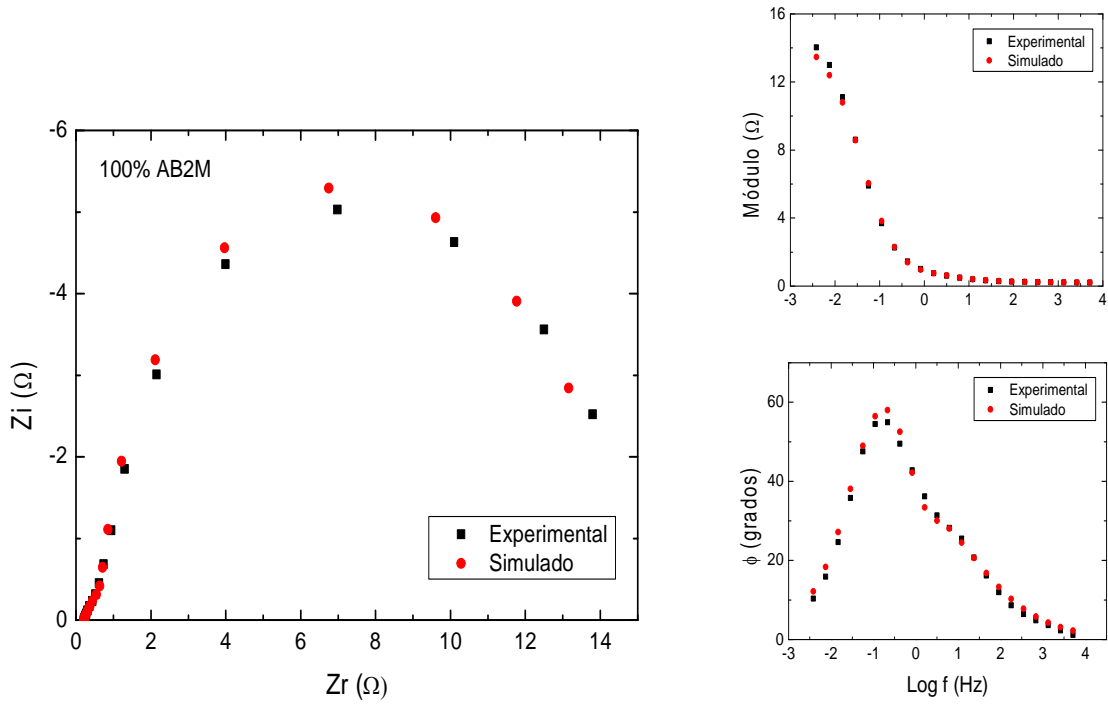 -6
-4
-2
0
0 2 4 6 8 10 12 14
Zi (Ω)
Zr (Ω)
100% AB2M
Experimental
Simulado
16
12
8
4
0
-3 -2 -1 0 1 2 3 4
Módulo (Ω)
Experimental
Simulado
60
40
20
0
-3 -2 -1 0 1 2 3 4
ϕ (grados)
Log f (Hz)
Experimental
Simulado